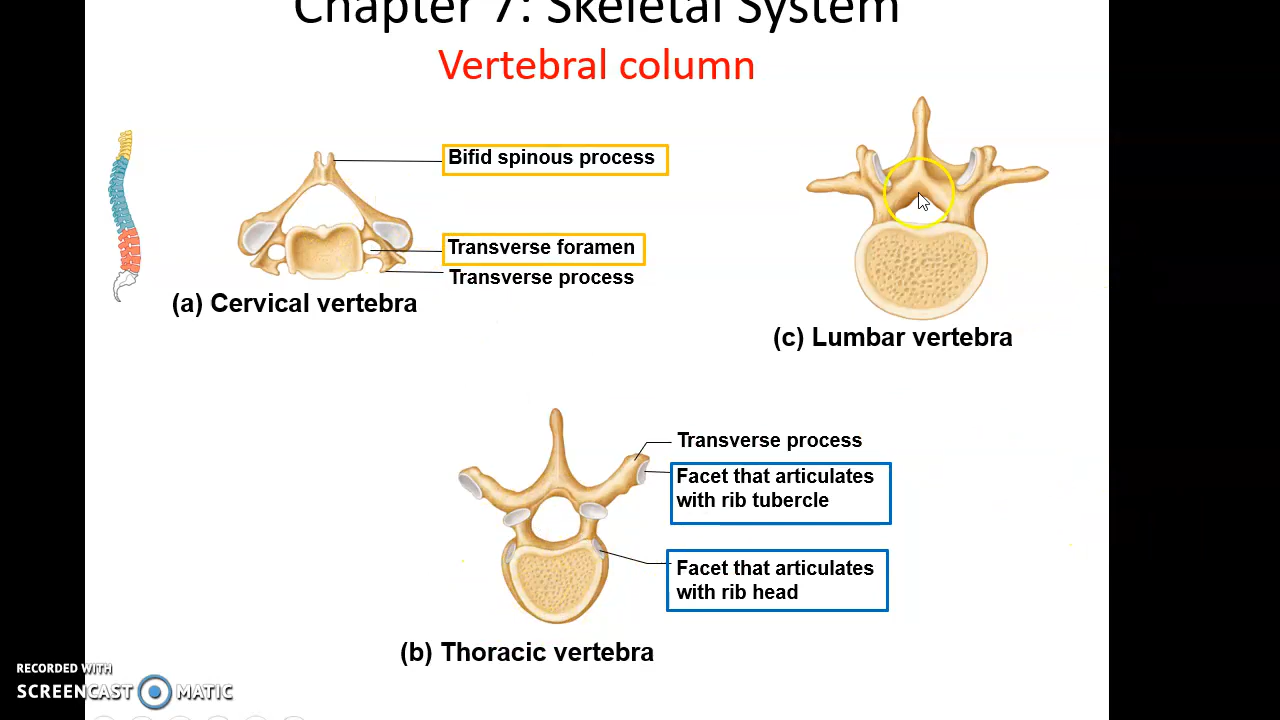 Chapter 7: Skeletal System
Vertebral column
Bifid spinous process
Transverse foramen
Transverse process
(a) Cervical vertebra
(c) Lumbar vertebra
Transverse process
Facet that articulates
with rib tubercle
Facet that articulates
with rib head
(b) Thoracic vertebra
RECORDED WITH
SCREENCAST MATIC